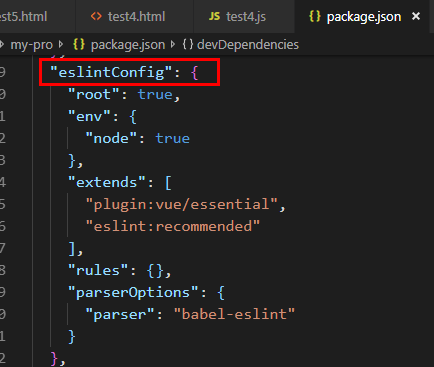 est5.html test4.html JS test4.js {} package.json ×
my-pro > {} package.json > {} devDependencies
9 "eslintConfig": {
0 "root": true,
1 "env": {
2 "node": true
3 },
4 "extends": [
5 "plugin:vue/essential",
6 "eslint:recommended"
7 ],
8 "rules": {},
9 "parserOptions": {
0 "parser": "babel-eslint"
1 }
2 },